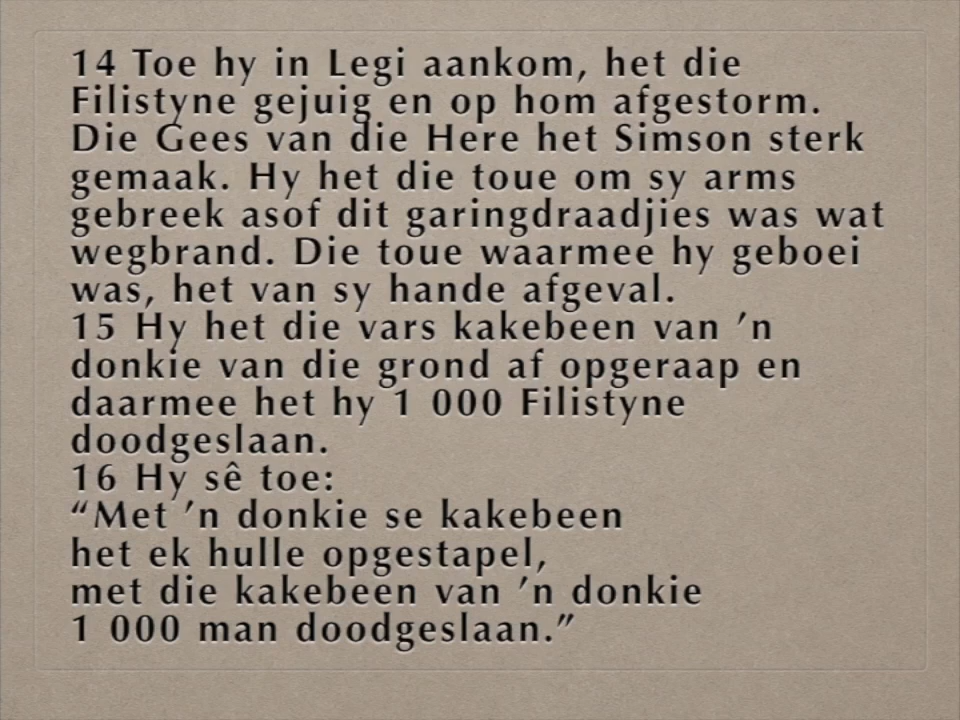 14 Toe hy in Legi aankom, het die
Filistyne gejuig en op hom afgestorm.
Die Gees van die Here het Simson sterk
gemaak. Hy het die toue om sy arms
gebreek asof dit garingdraadjies was wat
wegbrand. Die toue waarmee hy geboei
was, het van sy hande afgeval.
15 Hy het die vars kakebeen van ’n
donkie van die grond af opgeraap en
daarmee het hy 1 000 Filistyne
doodgeslaan.
16 Hy sê toe:
“Met ’n donkie se kakebeen
het ek hulle opgestapel,
met die kakebeen van ’n donkie
1 000 man doodgeslaan.”